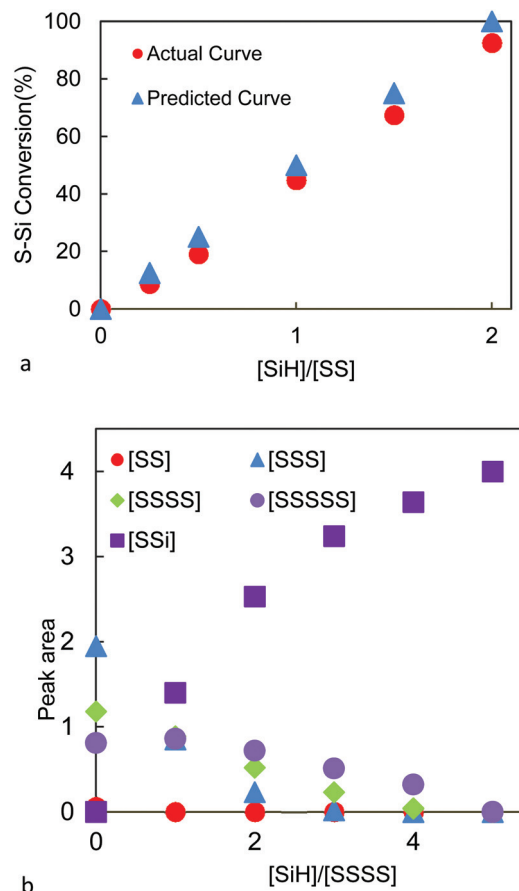 100
80
60
40
20
0
S-Si Conversion(%)
Actual Curve
Predicted Curve
0 1 2
[SiH]/[SS]
a
4
3
2
1
0
Peak area
[SS] [SSS]
[SSSS] [SSSSS]
[SSi]
0 2 4
[SiH]/[SSSS]
b